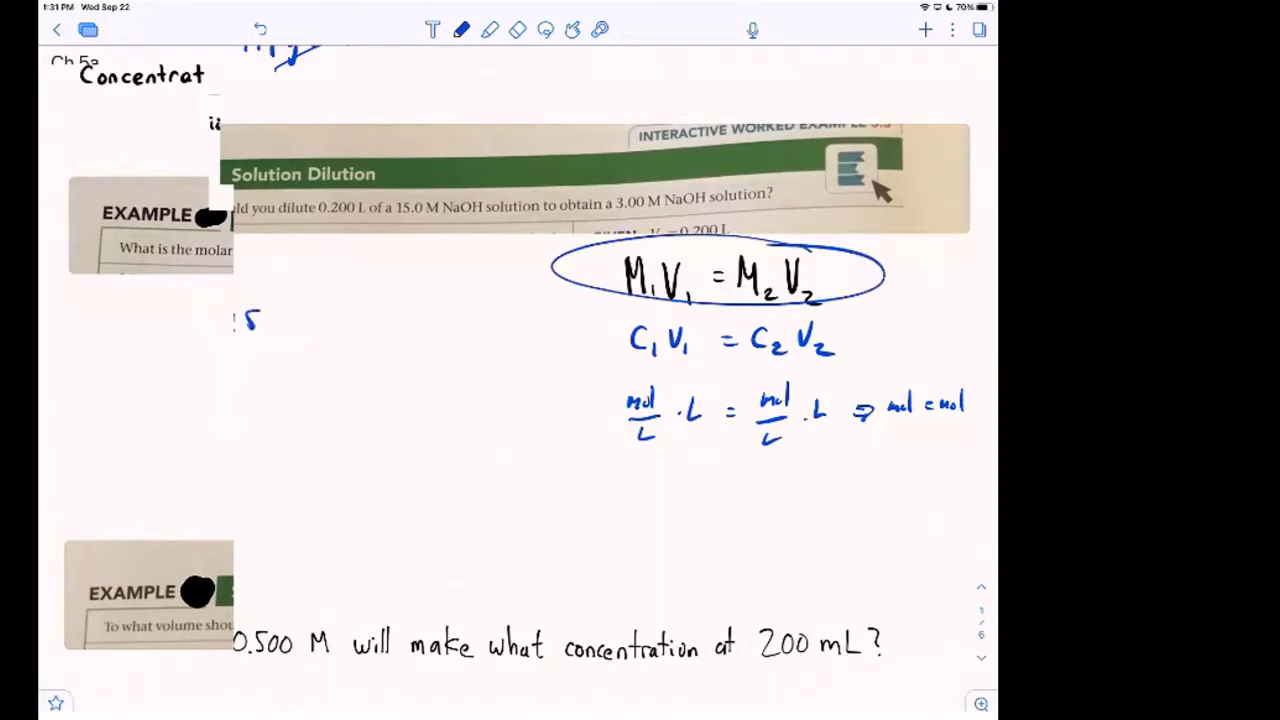 1:31 PM Wed Sep 22
70%
Ch 5a
Concentrat
INTERACTIVE WORKED EXAMPLE
Solution Dilution
ld you dilute 0.200 L of a 15.0 M NaOH solution to obtain a 3.00 M NaOH solution?
EXAMPLE
What is the molar
M₁V₁ = M₂V₂
C₁V₁ = C₂V₂
mol/L · L = mol/L · L ⇒ mol = mol
EXAMPLE
To what volume shou
0.500 M will make what concentration at 200 mL?
1 / 6